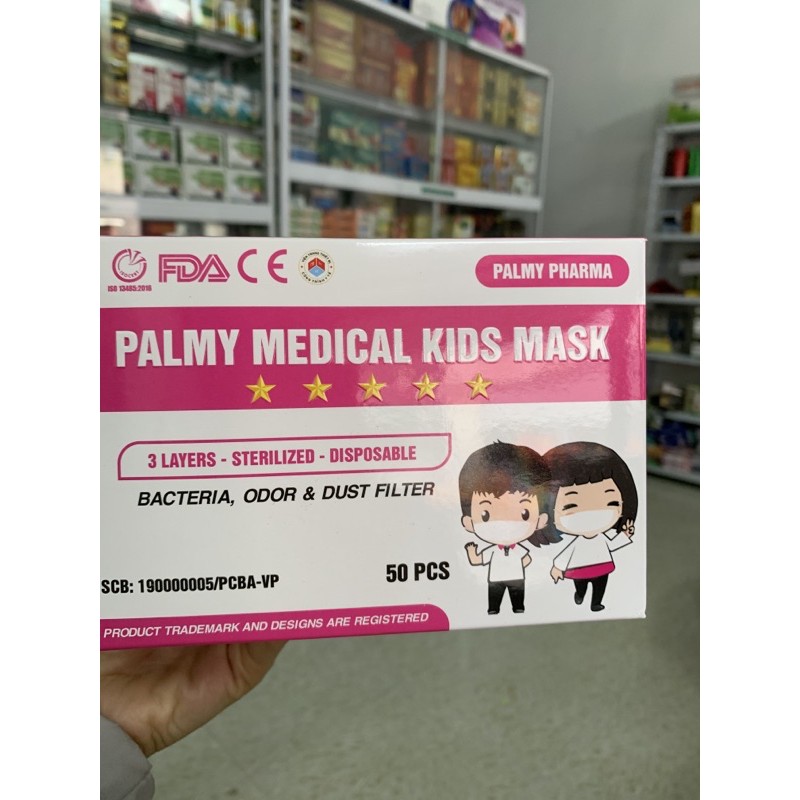 FDA CE
ISO 13485:2016
PALMY PHARMA
PALMY MEDICAL KIDS MASK
3 LAYERS - STERILIZED - DISPOSABLE
BACTERIA, ODOR & DUST FILTER
SCB: 190000005/PCBA-VP
50 PCS
PRODUCT TRADEMARK AND DESIGNS ARE REGISTERED